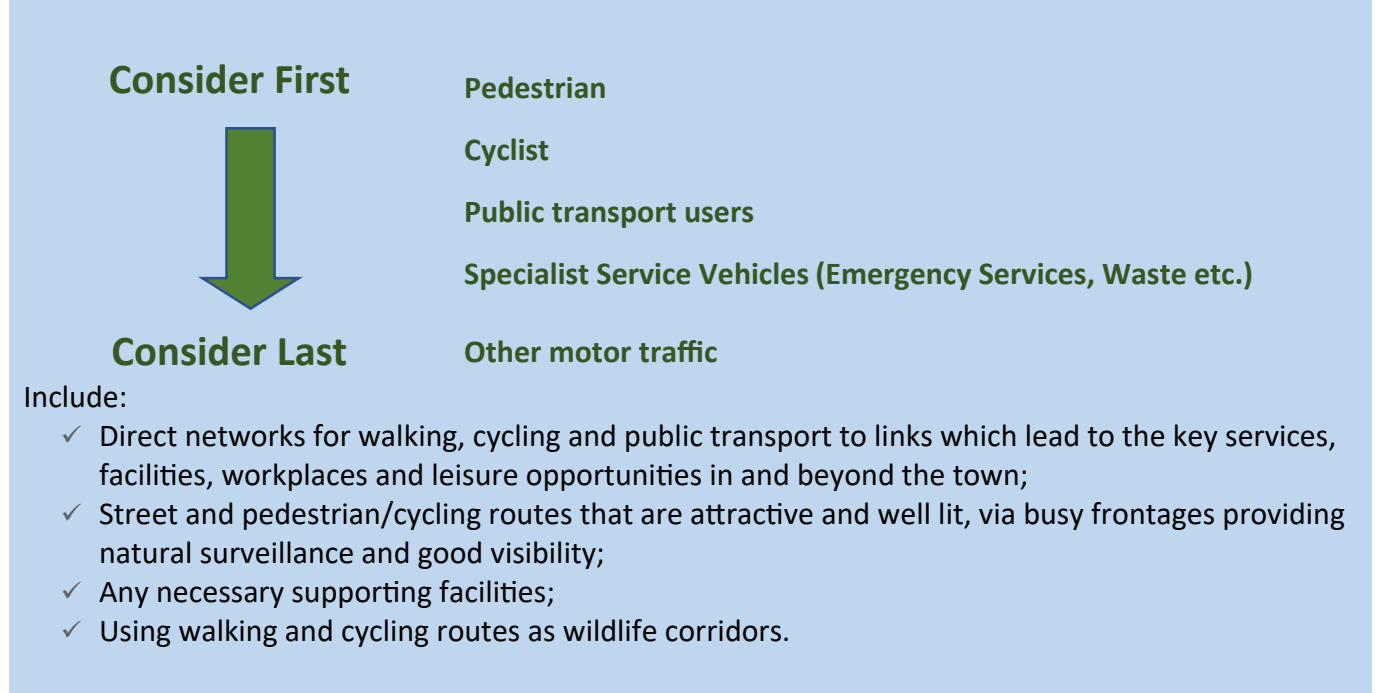 Consider First
Pedestrian
Cyclist
Public transport users
Specialist Service Vehicles (Emergency Services, Waste etc.)
Consider Last
Other motor traffic
Include:
✓ Direct networks for walking, cycling and public transport to links which lead to the key services,
facilities, workplaces and leisure opportunities in and beyond the town;
✓ Street and pedestrian/cycling routes that are attractive and well lit, via busy frontages providing
natural surveillance and good visibility;
✓ Any necessary supporting facilities;
✓ Using walking and cycling routes as wildlife corridors.